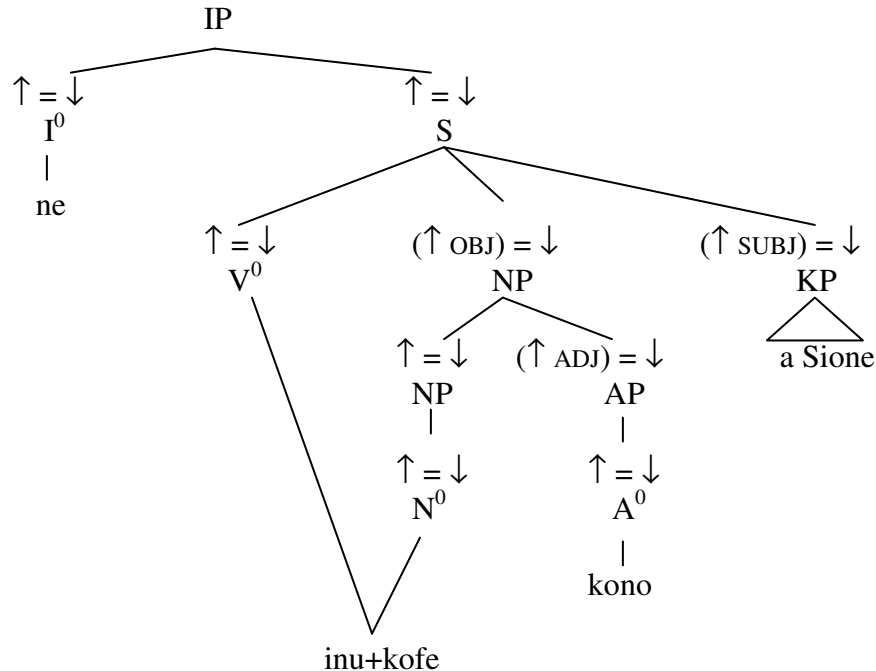 IP
↑ = ↓ ↑ = ↓
I⁰ S
ne
↑ = ↓ (↑ OBJ) = ↓ (↑ SUBJ) = ↓
V⁰ NP KP
↑ = ↓ (↑ ADJ) = ↓ a Sione
NP AP
↑ = ↓ ↑ = ↓
N⁰ A⁰
kono
inu+kofe